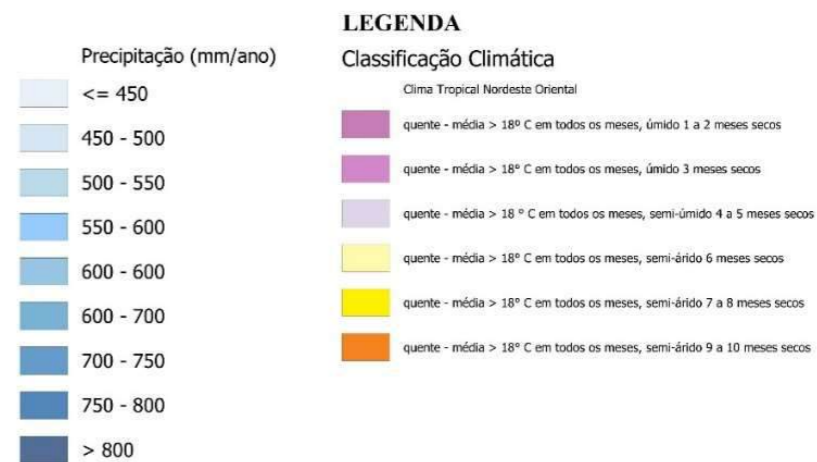 LEGENDA
Precipitação (mm/ano)
<= 450
450 - 500
500 - 550
550 - 600
600 - 600
600 - 700
700 - 750
750 - 800
> 800
Classificação Climática
Clima Tropical Nordeste Oriental
quente - média > 18º C em todos os meses, úmido 1 a 2 meses secos
quente - média > 18° C em todos os meses, úmido 3 meses secos
quente - média > 18 ° C em todos os meses, semi-úmido 4 a 5 meses secos
quente - média > 18° C em todos os meses, semi-árido 6 meses secos
quente - média > 18° C em todos os meses, semi-árido 7 a 8 meses secos
quente - média > 18° C em todos os meses, semi-árido 9 a 10 meses secos